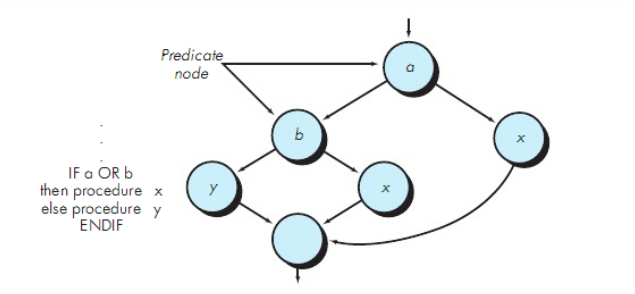 Predicate
node
a
b
x
y
x
.
.
.
IF a OR b
then procedure x
else procedure y
ENDIF